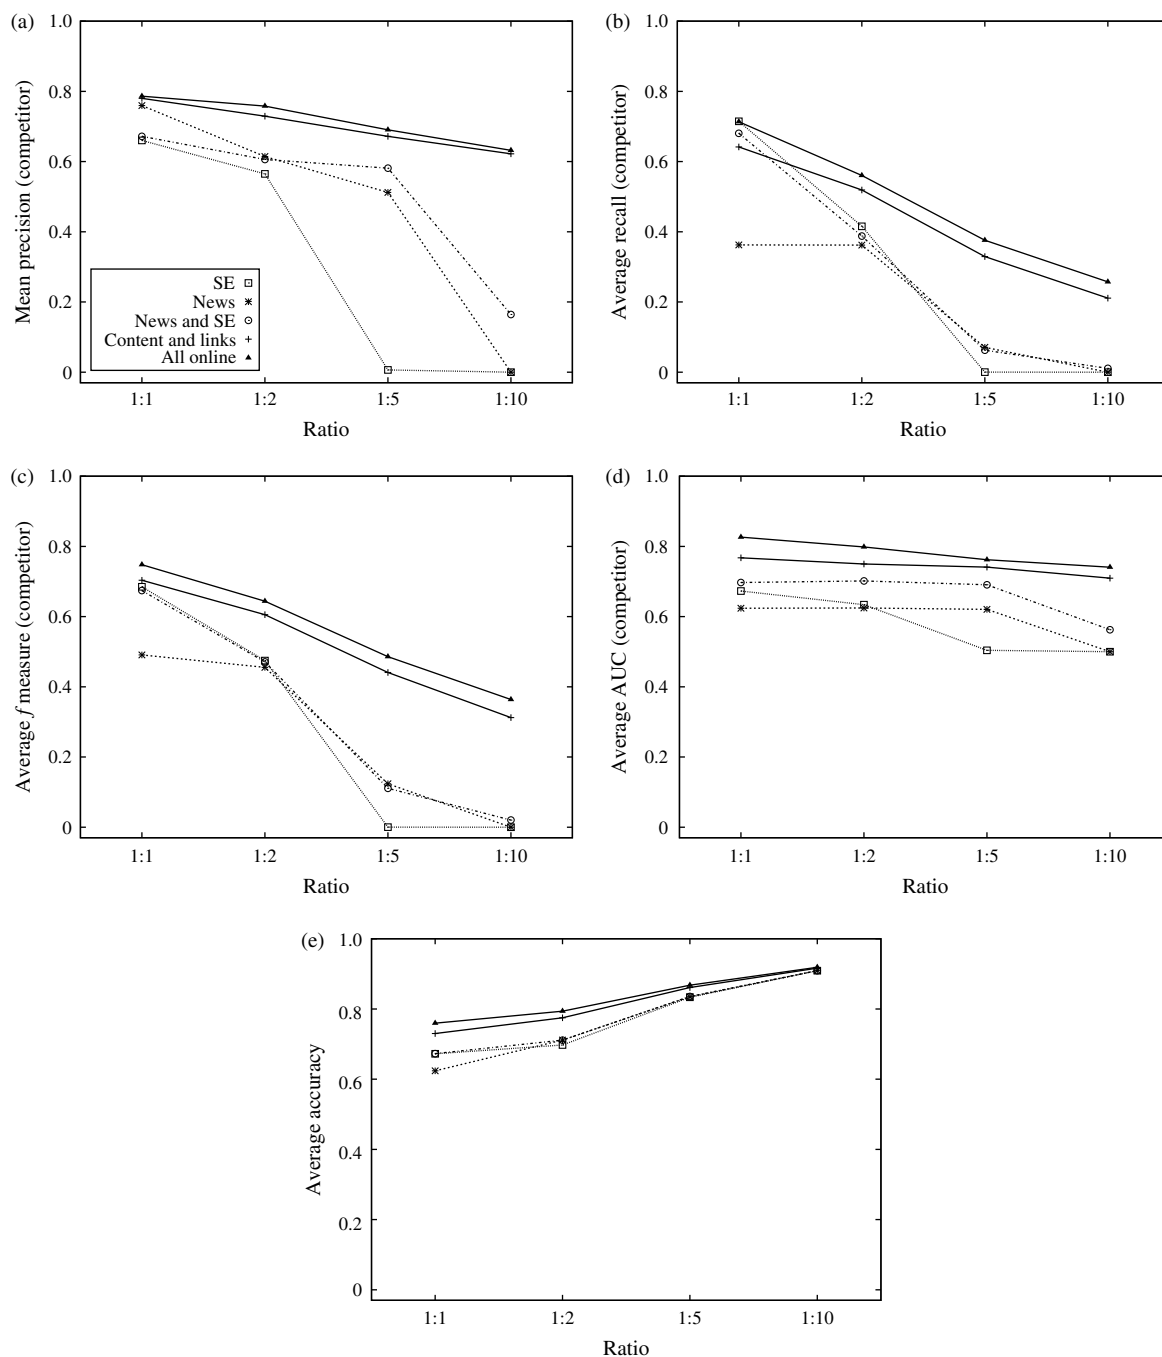 (a)
1.0
0.8
0.6
0.4
0.2
0
Mean precision (competitor)
SE
News
News and SE
Content and links
All online
1:1 1:2 1:5 1:10
Ratio
(b)
1.0
0.8
0.6
0.4
0.2
0
Average recall (competitor)
1:1 1:2 1:5 1:10
Ratio
(c)
1.0
0.8
0.6
0.4
0.2
0
Average f measure (competitor)
1:1 1:2 1:5 1:10
Ratio
(d)
1.0
0.8
0.6
0.4
0.2
0
Average AUC (competitor)
1:1 1:2 1:5 1:10
Ratio
(e)
1.0
0.8
0.6
0.4
0.2
0
Average accuracy
1:1 1:2 1:5 1:10
Ratio